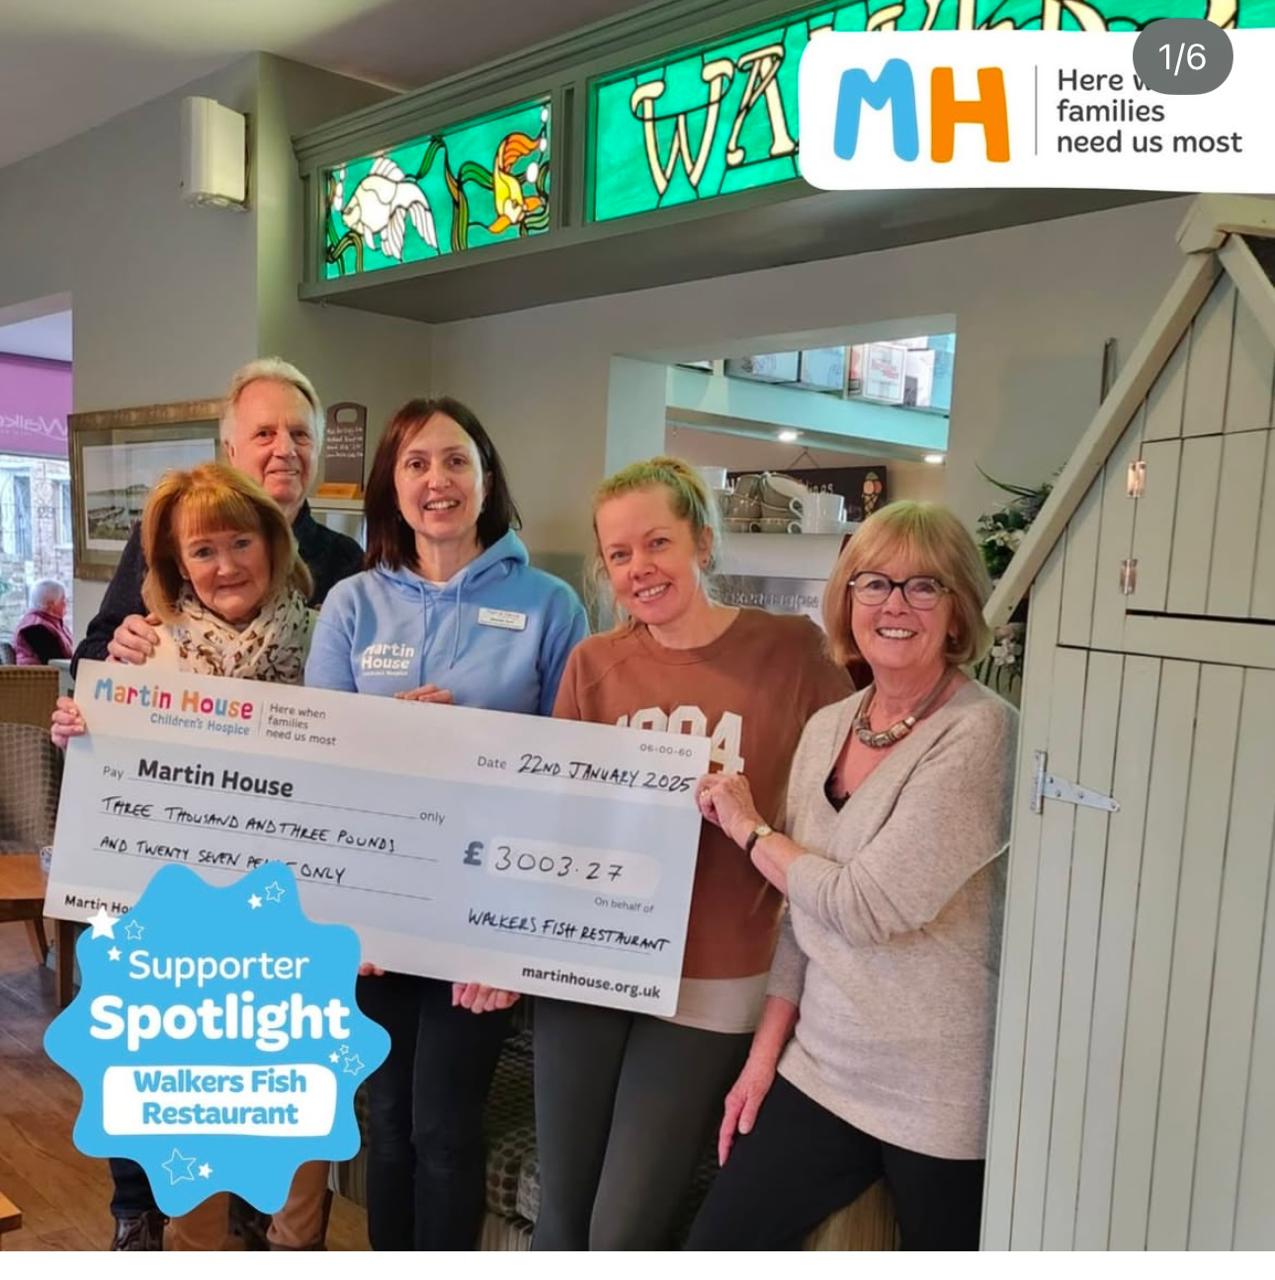 1/6
MH
Here
families
need us most
WA
Martin House
Children's Hospice
Here when
families
need us most
06-00-60
Date 22ND JANUARY 2025
Pay Martin House
only
THREE THOUSAND AND THREE POUNDS
AND TWENTY SEVEN ONLY
£ 3003.27
On behalf of
WALKERS FISH RESTAURANT
martinhouse.org.uk
Martin
Martin
House
Supporter
Spotlight
Walkers Fish
Restaurant